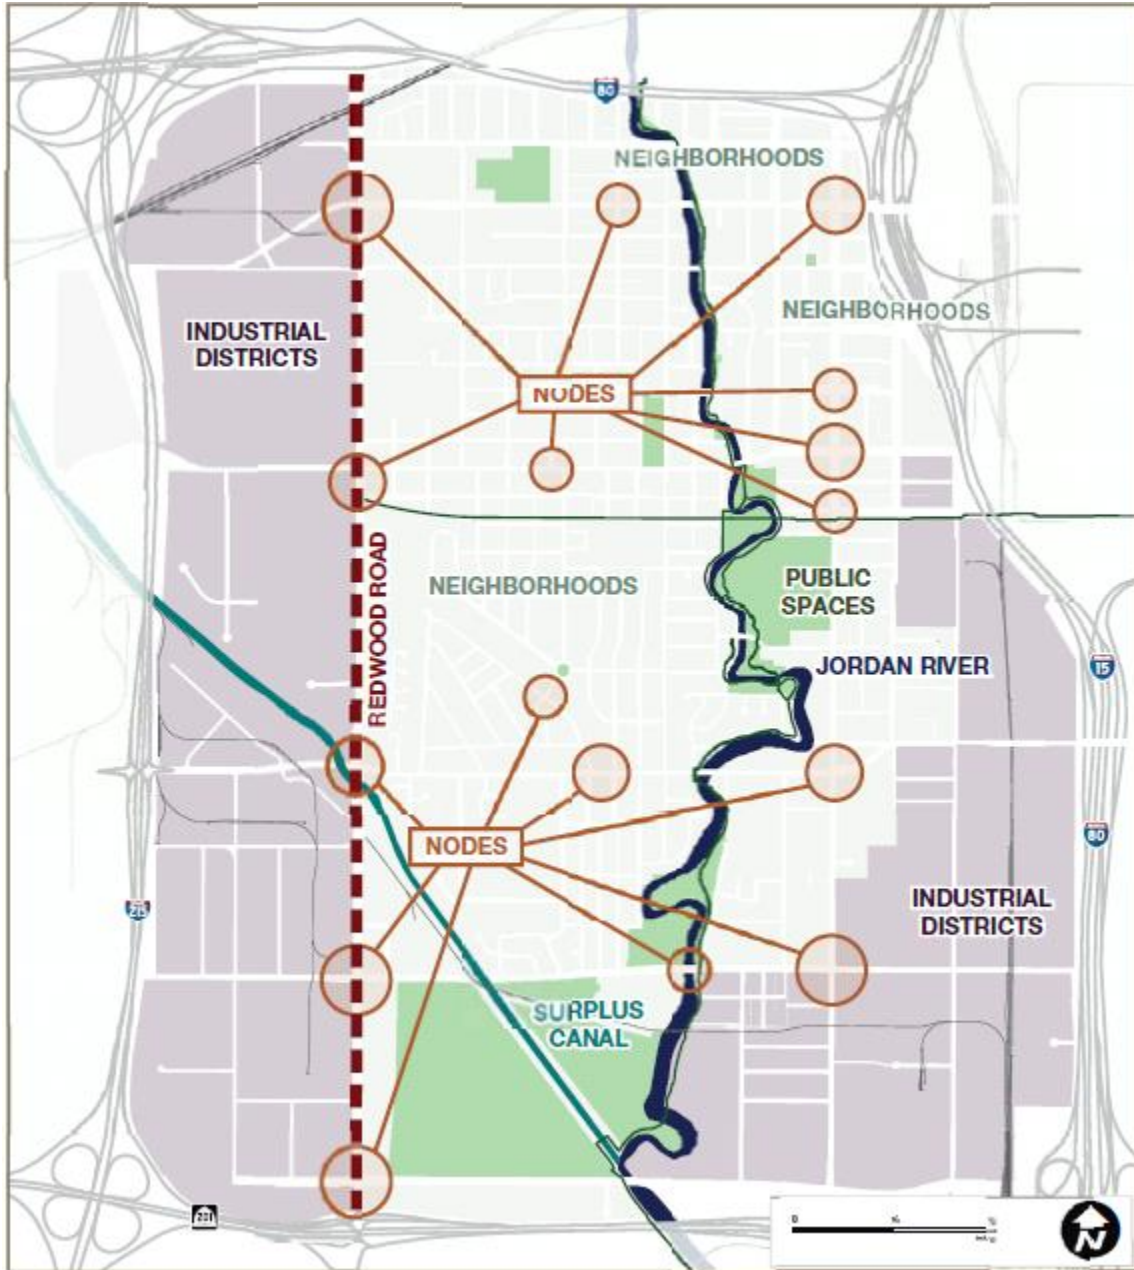 80
NEIGHBORHOODS
NEIGHBORHOODS
INDUSTRIAL
DISTRICTS
NODES
REDWOOD ROAD
NEIGHBORHOODS
PUBLIC
SPACES
JORDAN RIVER
15
NODES
80
215
INDUSTRIAL
DISTRICTS
SURPLUS
CANAL
201
0
N